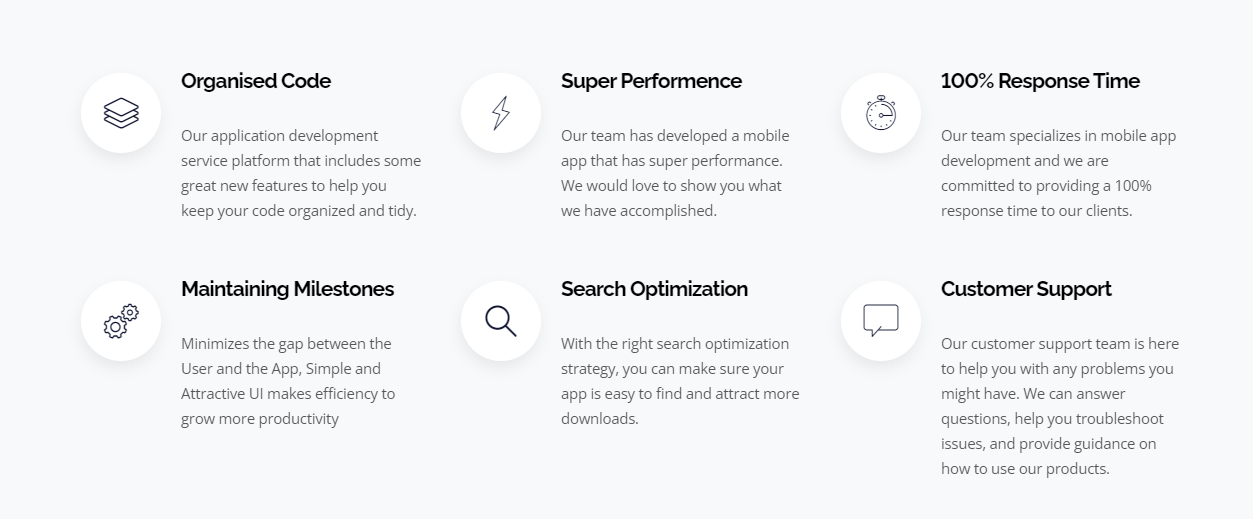 Organised Code
Our application development
service platform that includes some
great new features to help you
keep your code organized and tidy.
Super Performence
Our team has developed a mobile
app that has super performance.
We would love to show you what
we have accomplished.
100% Response Time
Our team specializes in mobile app
development and we are
committed to providing a 100%
response time to our clients.
Maintaining Milestones
Minimizes the gap between the
User and the App, Simple and
Attractive UI makes efficiency to
grow more productivity
Search Optimization
With the right search optimization
strategy, you can make sure your
app is easy to find and attract more
downloads.
Customer Support
Our customer support team is here
to help you with any problems you
might have. We can answer
questions, help you troubleshoot
issues, and provide guidance on
how to use our products.